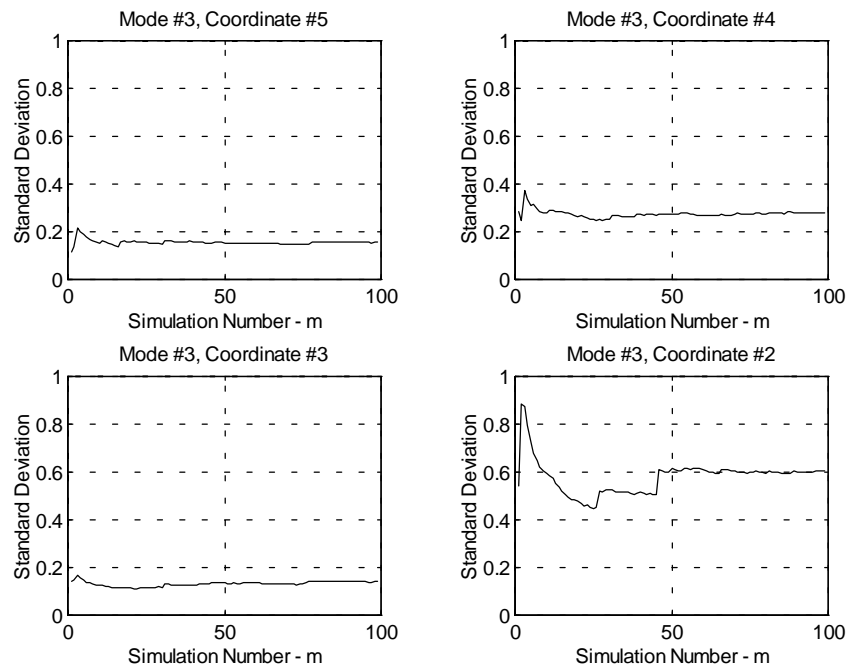 Mode #3, Coordinate #5
1
0.8
0.6
0.4
0.2
0
Standard Deviation
0 50 100
Simulation Number - m
Mode #3, Coordinate #4
1
0.8
0.6
0.4
0.2
0
Standard Deviation
0 50 100
Simulation Number - m
Mode #3, Coordinate #3
1
0.8
0.6
0.4
0.2
0
Standard Deviation
0 50 100
Simulation Number - m
Mode #3, Coordinate #2
1
0.8
0.6
0.4
0.2
0
Standard Deviation
0 50 100
Simulation Number - m